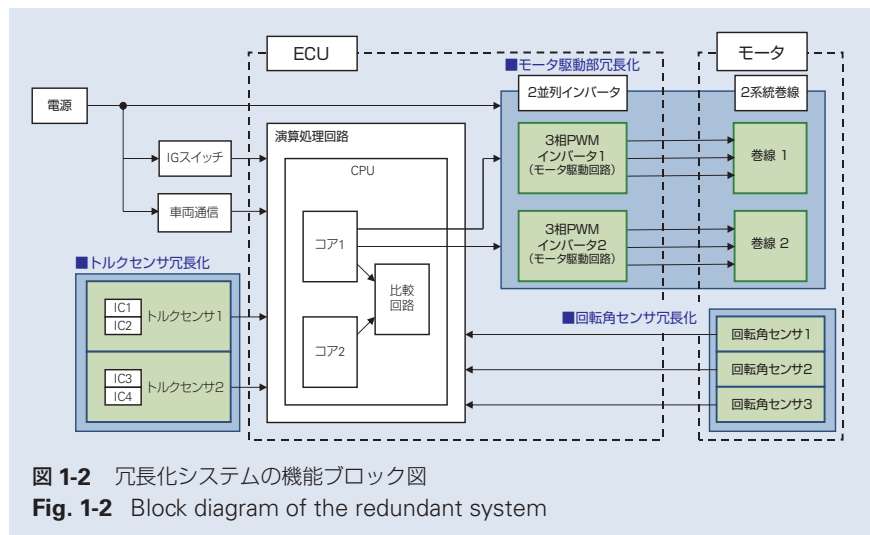 ECU
モータ
■モータ駆動部冗長化
電源
2並列インバータ
2系統巻線
演算処理回路
IGスイッチ
CPU
3相PWM
インバータ1
(モータ駆動回路)
巻線 1
車両通信
コア1
3相PWM
インバータ2
(モータ駆動回路)
巻線 2
■トルクセンサ冗長化
比較
回路
IC1
IC2
トルクセンサ1
■回転角センサ冗長化
回転角センサ1
コア2
回転角センサ2
IC3
IC4
トルクセンサ2
回転角センサ3
図 1-2 冗長化システムの機能ブロック図
Fig. 1-2 Block diagram of the redundant system